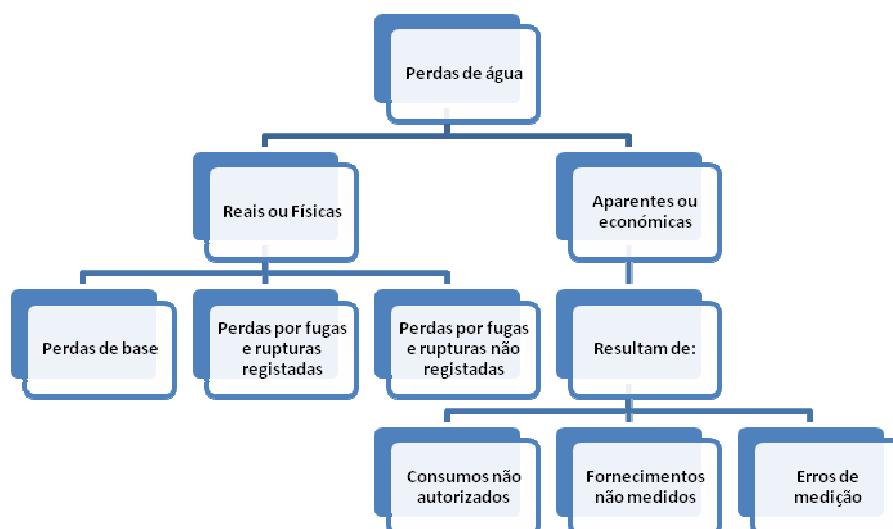 Perdas de água
Reais ou Físicas
Aparentes ou
económicas
Perdas de base
Perdas por fugas
e rupturas
registadas
Perdas por fugas
e rupturas não
registadas
Resultam de:
Consumos não
autorizados
Fornecimentos
não medidos
Erros de
medição